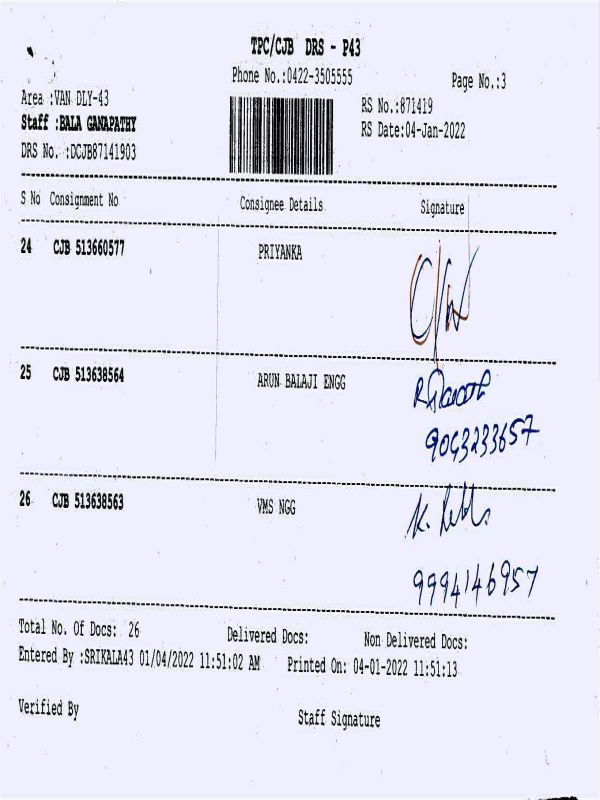 TPC/CJB DRS - P43
Phone No.:0422-3505555
Page No.:3
Area :VAN DLY-43
RS No.:871419
Staff :BALA GANAPATHY
RS Date:04-Jan-2022
DRS No. :DCJB87141903
S No Consignment No Consignee Details Signature
24 CJB 513660577 PRIYANKA
25 CJB 513638564 ARUN BALAJI ENGG
9043233657
26 CJB 513638563 VMS NGG
9994146957
Total No. Of Docs: 26 Delivered Docs: Non Delivered Docs:
Entered By :SRIKALA43 01/04/2022 11:51:02 AM Printed On: 04-01-2022 11:51:13
Verified By Staff Signature